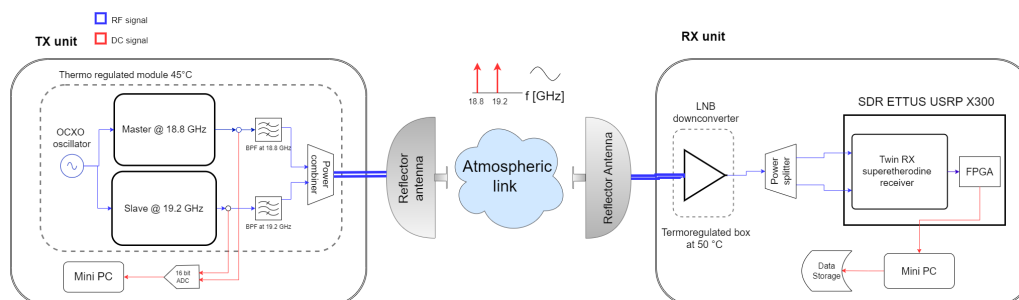 RF signal
DC signal
TX unit
RX unit
Thermo regulated module 45°C
OCXO
oscillator
Master @ 18.8 GHz
BPF at 18.8 GHz
Slave @ 19.2 GHz
BPF at 19.2 GHz
Power
combiner
Mini PC
16 bit
ADC
Reflector
antenna
18.8
19.2
f [GHz]
Atmospheric
link
Reflector Antenna
LNB
downconverter
Termoregulated box
at 50 °C
Power
splitter
SDR ETTUS USRP X300
Twin RX
superetherodine
receiver
FPGA
Data
Storage
Mini PC